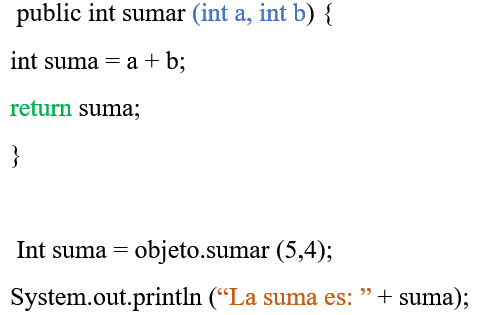 public int sumar (int a, int b) {
int suma = a + b;
return suma;
}
Int suma = objeto.sumar (5,4);
System.out.println (“La suma es: ” + suma);